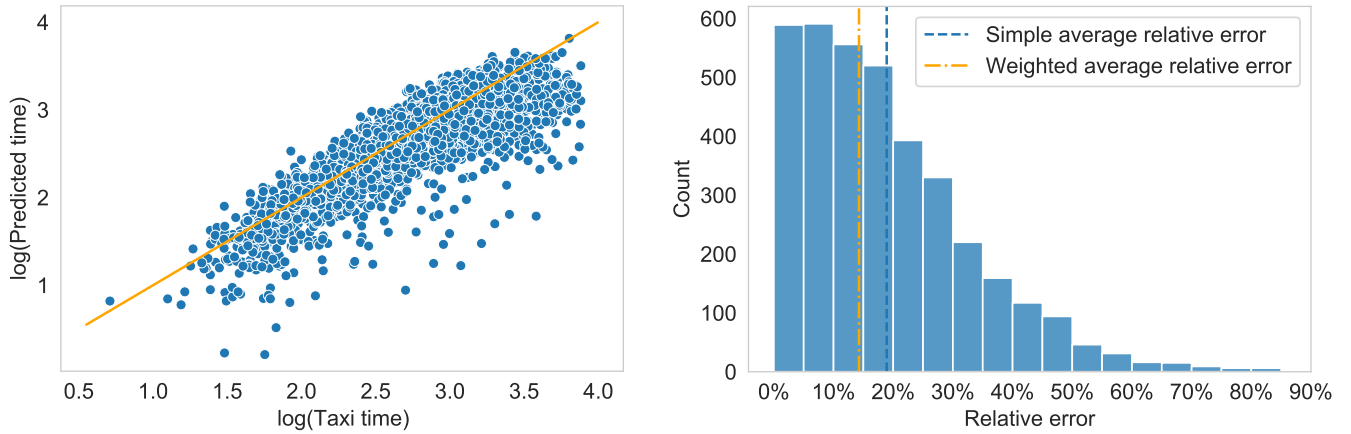 4
3
2
1
log(Predicted time)
0.5 1.0 1.5 2.0 2.5 3.0 3.5 4.0
log(Taxi time)
600
500
400
300
200
100
0
Count
Simple average relative error
Weighted average relative error
0% 10% 20% 30% 40% 50% 60% 70% 80% 90%
Relative error